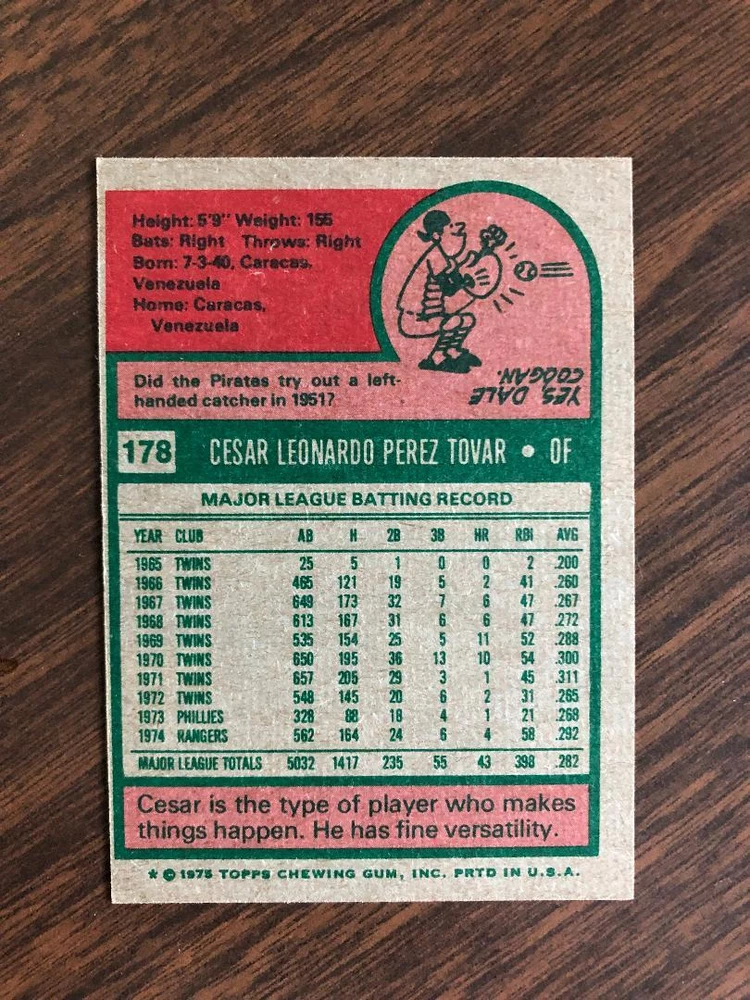 Height: 5'9" Weight: 155
Bats: Right Throws: Right
Born: 7-3-40, Caracas,
Venezuela
Home: Caracas,
Venezuela
Did the Pirates try out a left-
handed catcher in 1951?
YES, DALE
COOGAN.
178 CESAR LEONARDO PEREZ TOVAR • OF
MAJOR LEAGUE BATTING RECORD
YEAR CLUB AB H 2B 3B HR RBI AVG
1965 TWINS 25 5 1 0 0 2 .200
1966 TWINS 465 121 19 5 2 41 .260
1967 TWINS 649 173 32 7 6 47 .267
1968 TWINS 613 167 31 6 6 47 .272
1969 TWINS 535 154 25 5 11 52 .288
1970 TWINS 650 195 36 13 10 54 .300
1971 TWINS 657 205 29 3 1 45 .311
1972 TWINS 548 145 20 6 2 31 .265
1973 PHILLIES 328 88 18 4 1 21 .268
1974 RANGERS 562 164 24 6 4 58 .292
MAJOR LEAGUE TOTALS 5032 1417 235 55 43 398 .282
Cesar is the type of player who makes
things happen. He has fine versatility.
* © 1975 TOPPS CHEWING GUM, INC. PRTD IN U.S.A.